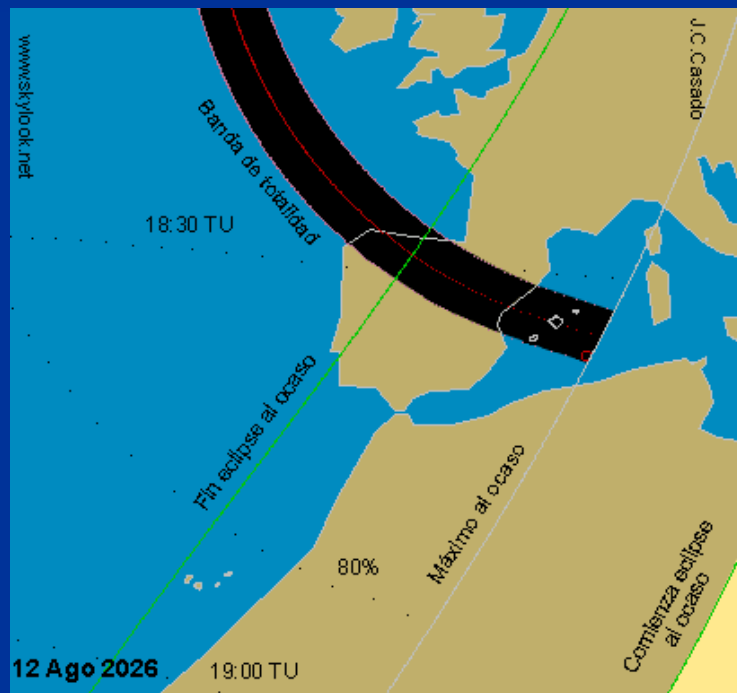 www.skylook.net
J.C.Casado
Banda de totalidad
18:30 TU
Fin eclipse al ocaso
Máximo al ocaso
80%
Comienza eclipse
al ocaso
12 Ago 2026
19:00 TU